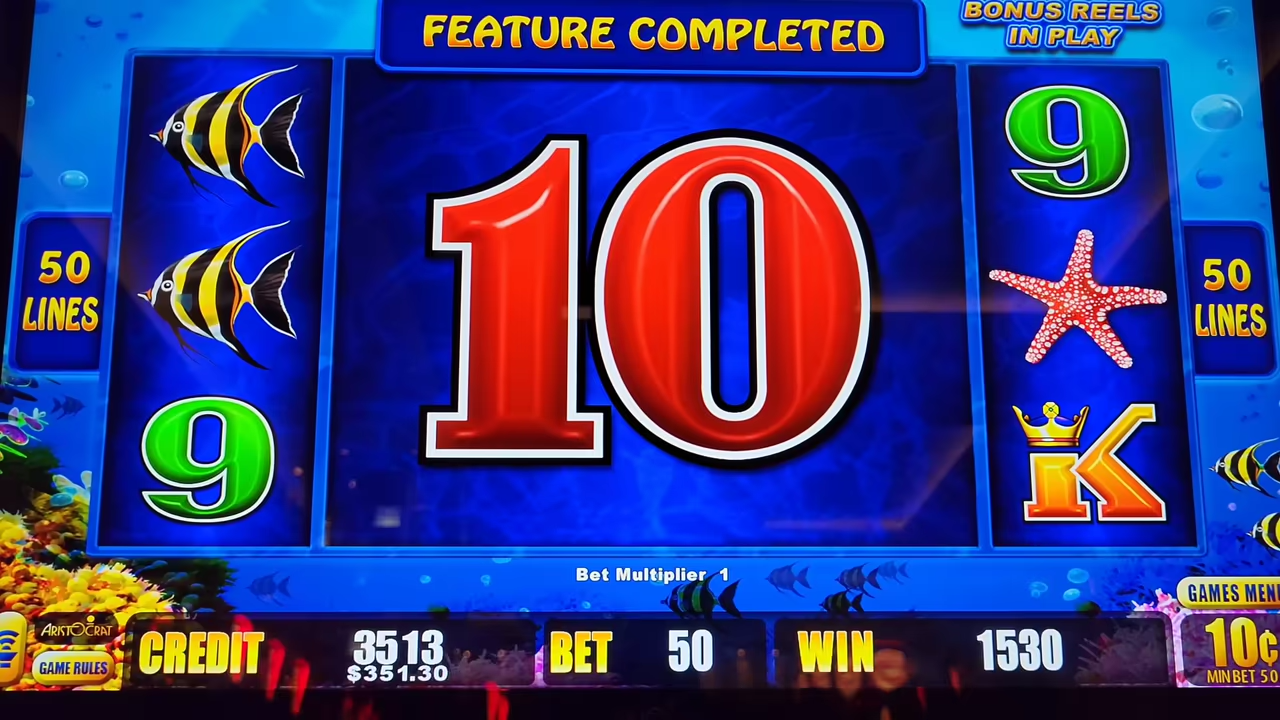 FEATURE COMPLETED
BONUS REELS
IN PLAY
50
LINES
10
9
9
K
50
LINES
Bet Multiplier 1
GAMES MENU
ARISTOCRAT
GAME RULES
CREDIT 3513
$351.30
BET 50
WIN 1530
10¢
MIN BET 50